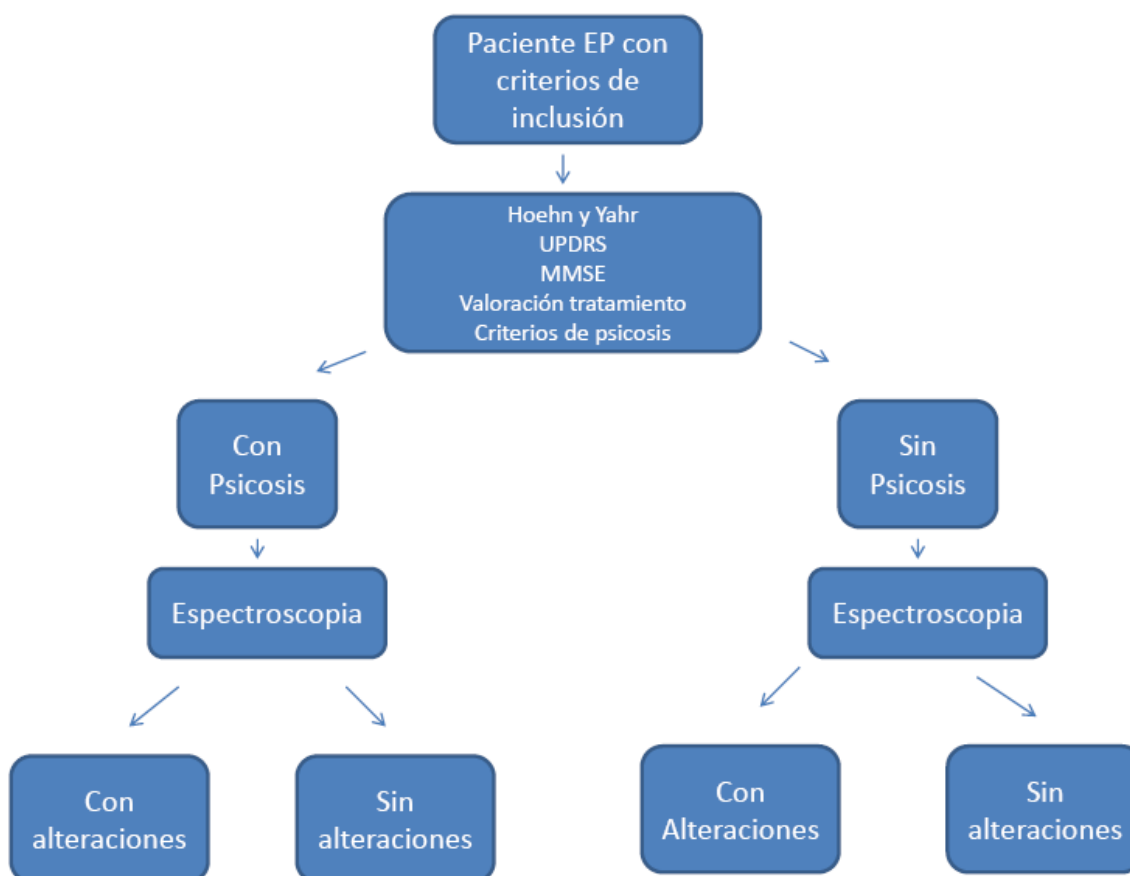 Paciente EP con
criterios de
inclusión
Hoehn y Yahr
UPDRS
MMSE
Valoración tratamiento
Criterios de psicosis
Con
Psicosis
Sin
Psicosis
Espectroscopia
Espectroscopia
Con
alteraciones
Sin
alteraciones
Con
Alteraciones
Sin
alteraciones